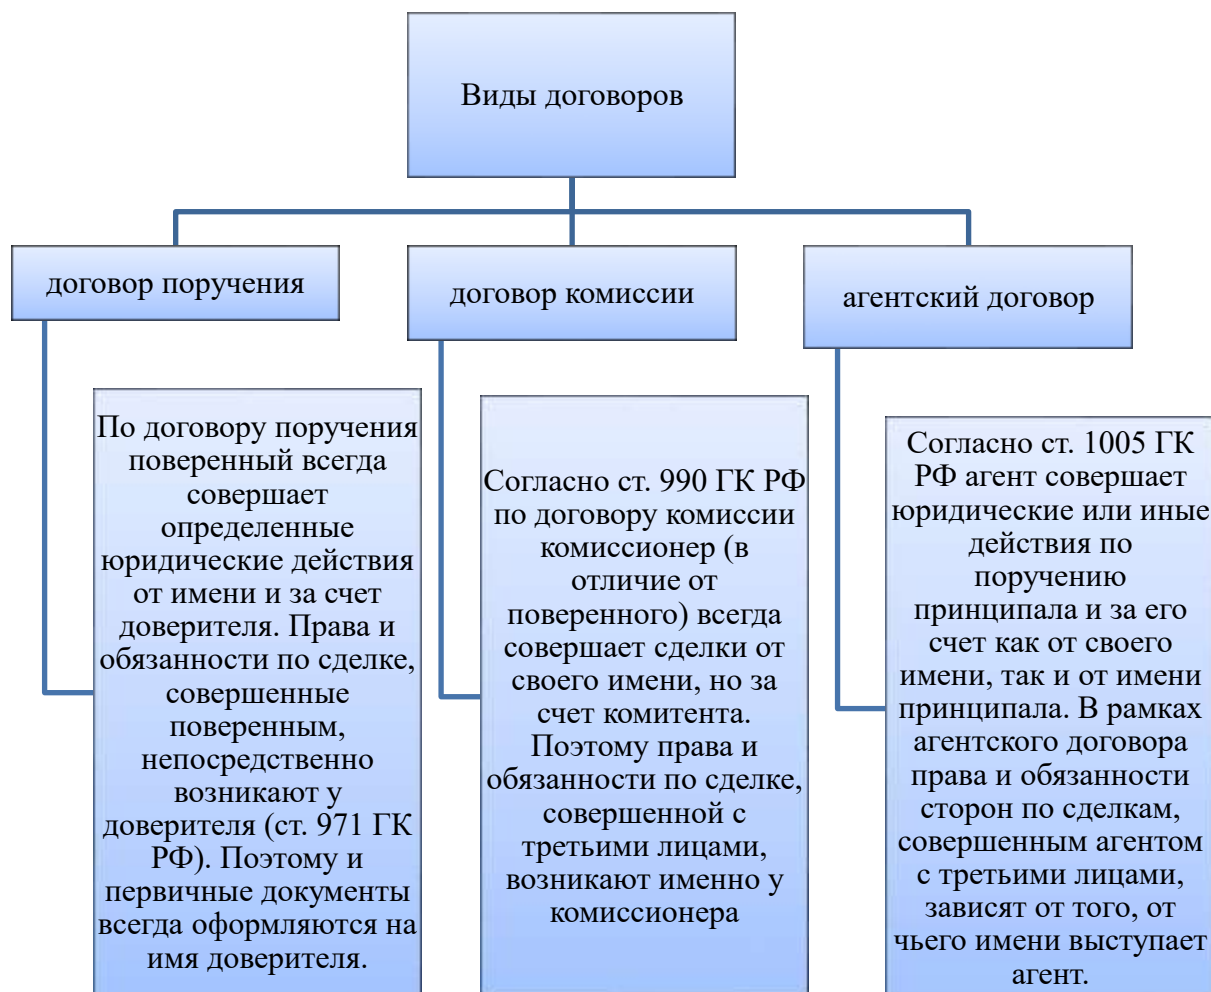 Виды договоров
договор поручения
договор комиссии
агентский договор
По договору поручения
поверенный всегда
совершает
определенные
юридические действия
от имени и за счет
доверителя. Права и
обязанности по сделке,
совершенные
поверенным,
непосредственно
возникают у
доверителя (ст. 971 ГК
РФ). Поэтому и
первичные документы
всегда оформляются на
имя доверителя.
Согласно ст. 990 ГК РФ
по договору комиссии
комиссионер (в
отличие от
поверенного) всегда
совершает сделки от
своего имени, но за
счет комитента.
Поэтому права и
обязанности по сделке,
совершенной с
третьими лицами,
возникают именно у
комиссионера
Согласно ст. 1005 ГК
РФ агент совершает
юридические или иные
действия по
поручению
принципала и за его
счет как от своего
имени, так и от имени
принципала. В рамках
агентского договора
права и обязанности
сторон по сделкам,
совершенным агентом
с третьими лицами,
зависят от того, от
чьего имени выступает
агент.